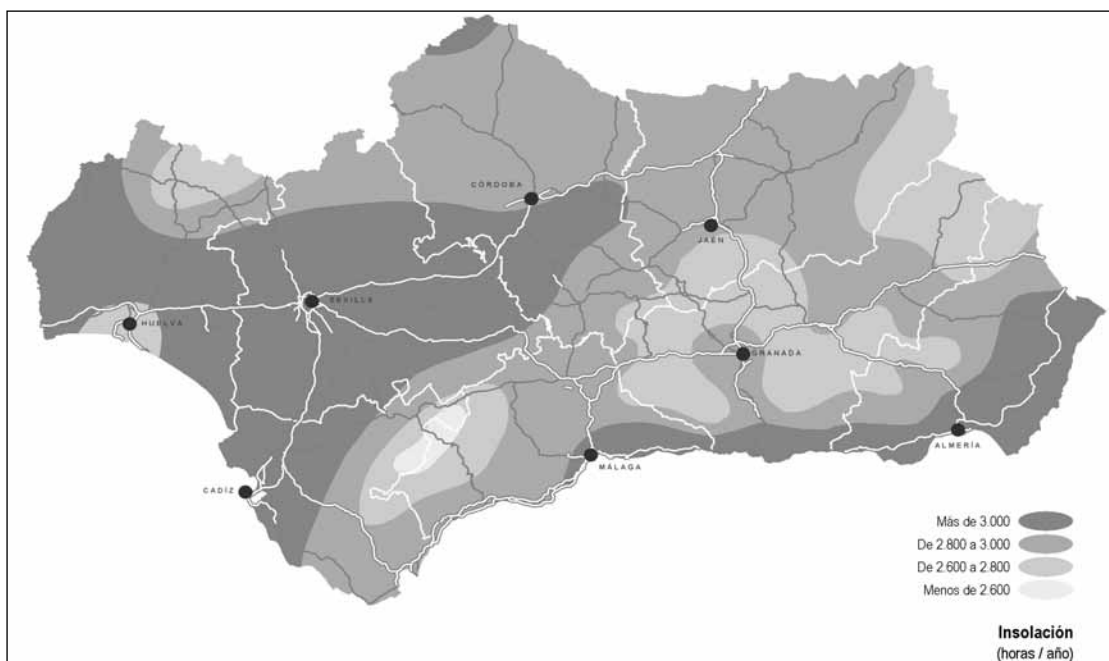 CÓRDOBA
JAÉN
SEVILLA
HUELVA
GRANADA
ALMERÍA
MÁLAGA
CADÍZ
Más de 3.000
De 2.800 a 3.000
De 2.600 a 2.800
Menos de 2.600
Insolación
(horas / año)